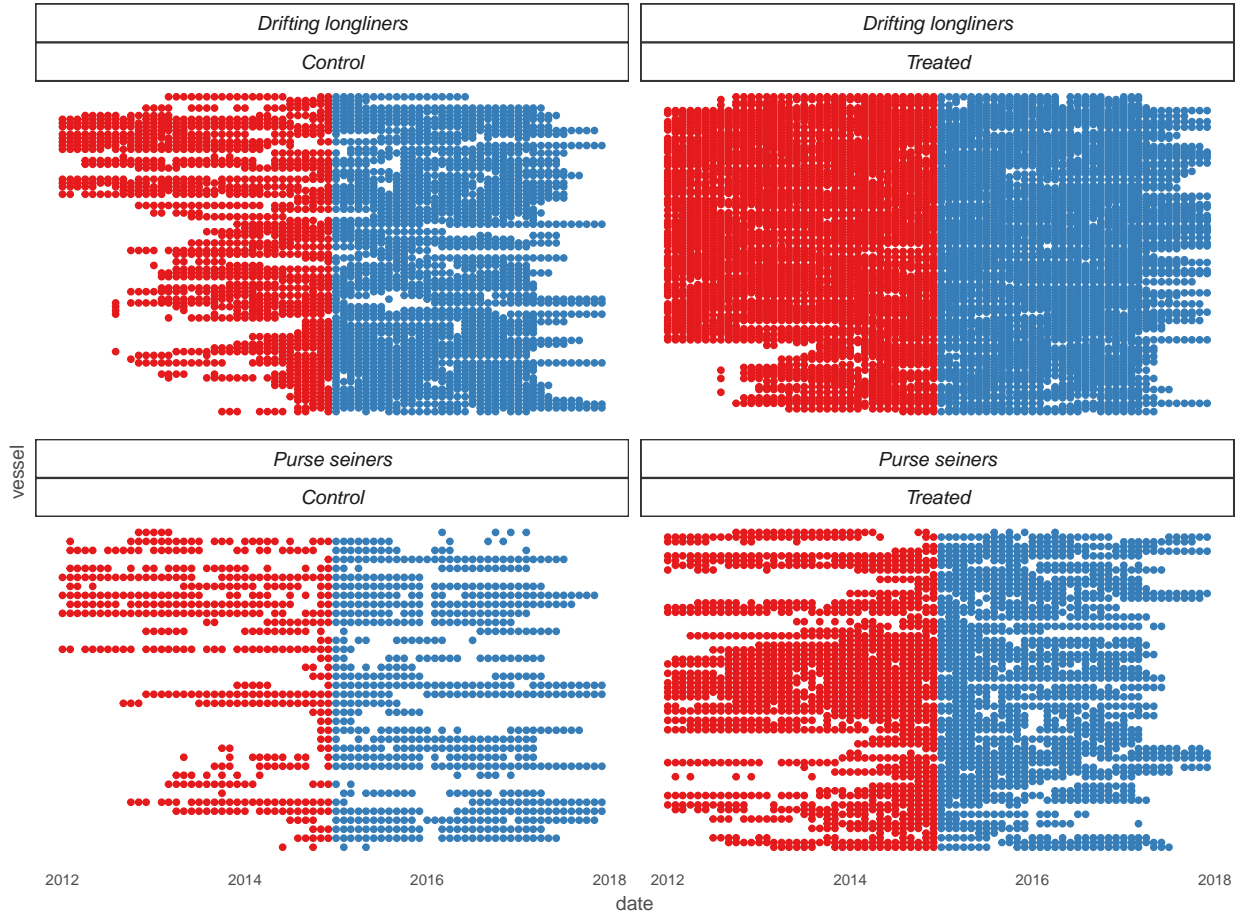 Drifting longliners
Control
Drifting longliners
Treated
Purse seiners
Control
Purse seiners
Treated
vessel
2012 2014 2016 2018 2012 2014 2016 2018
date